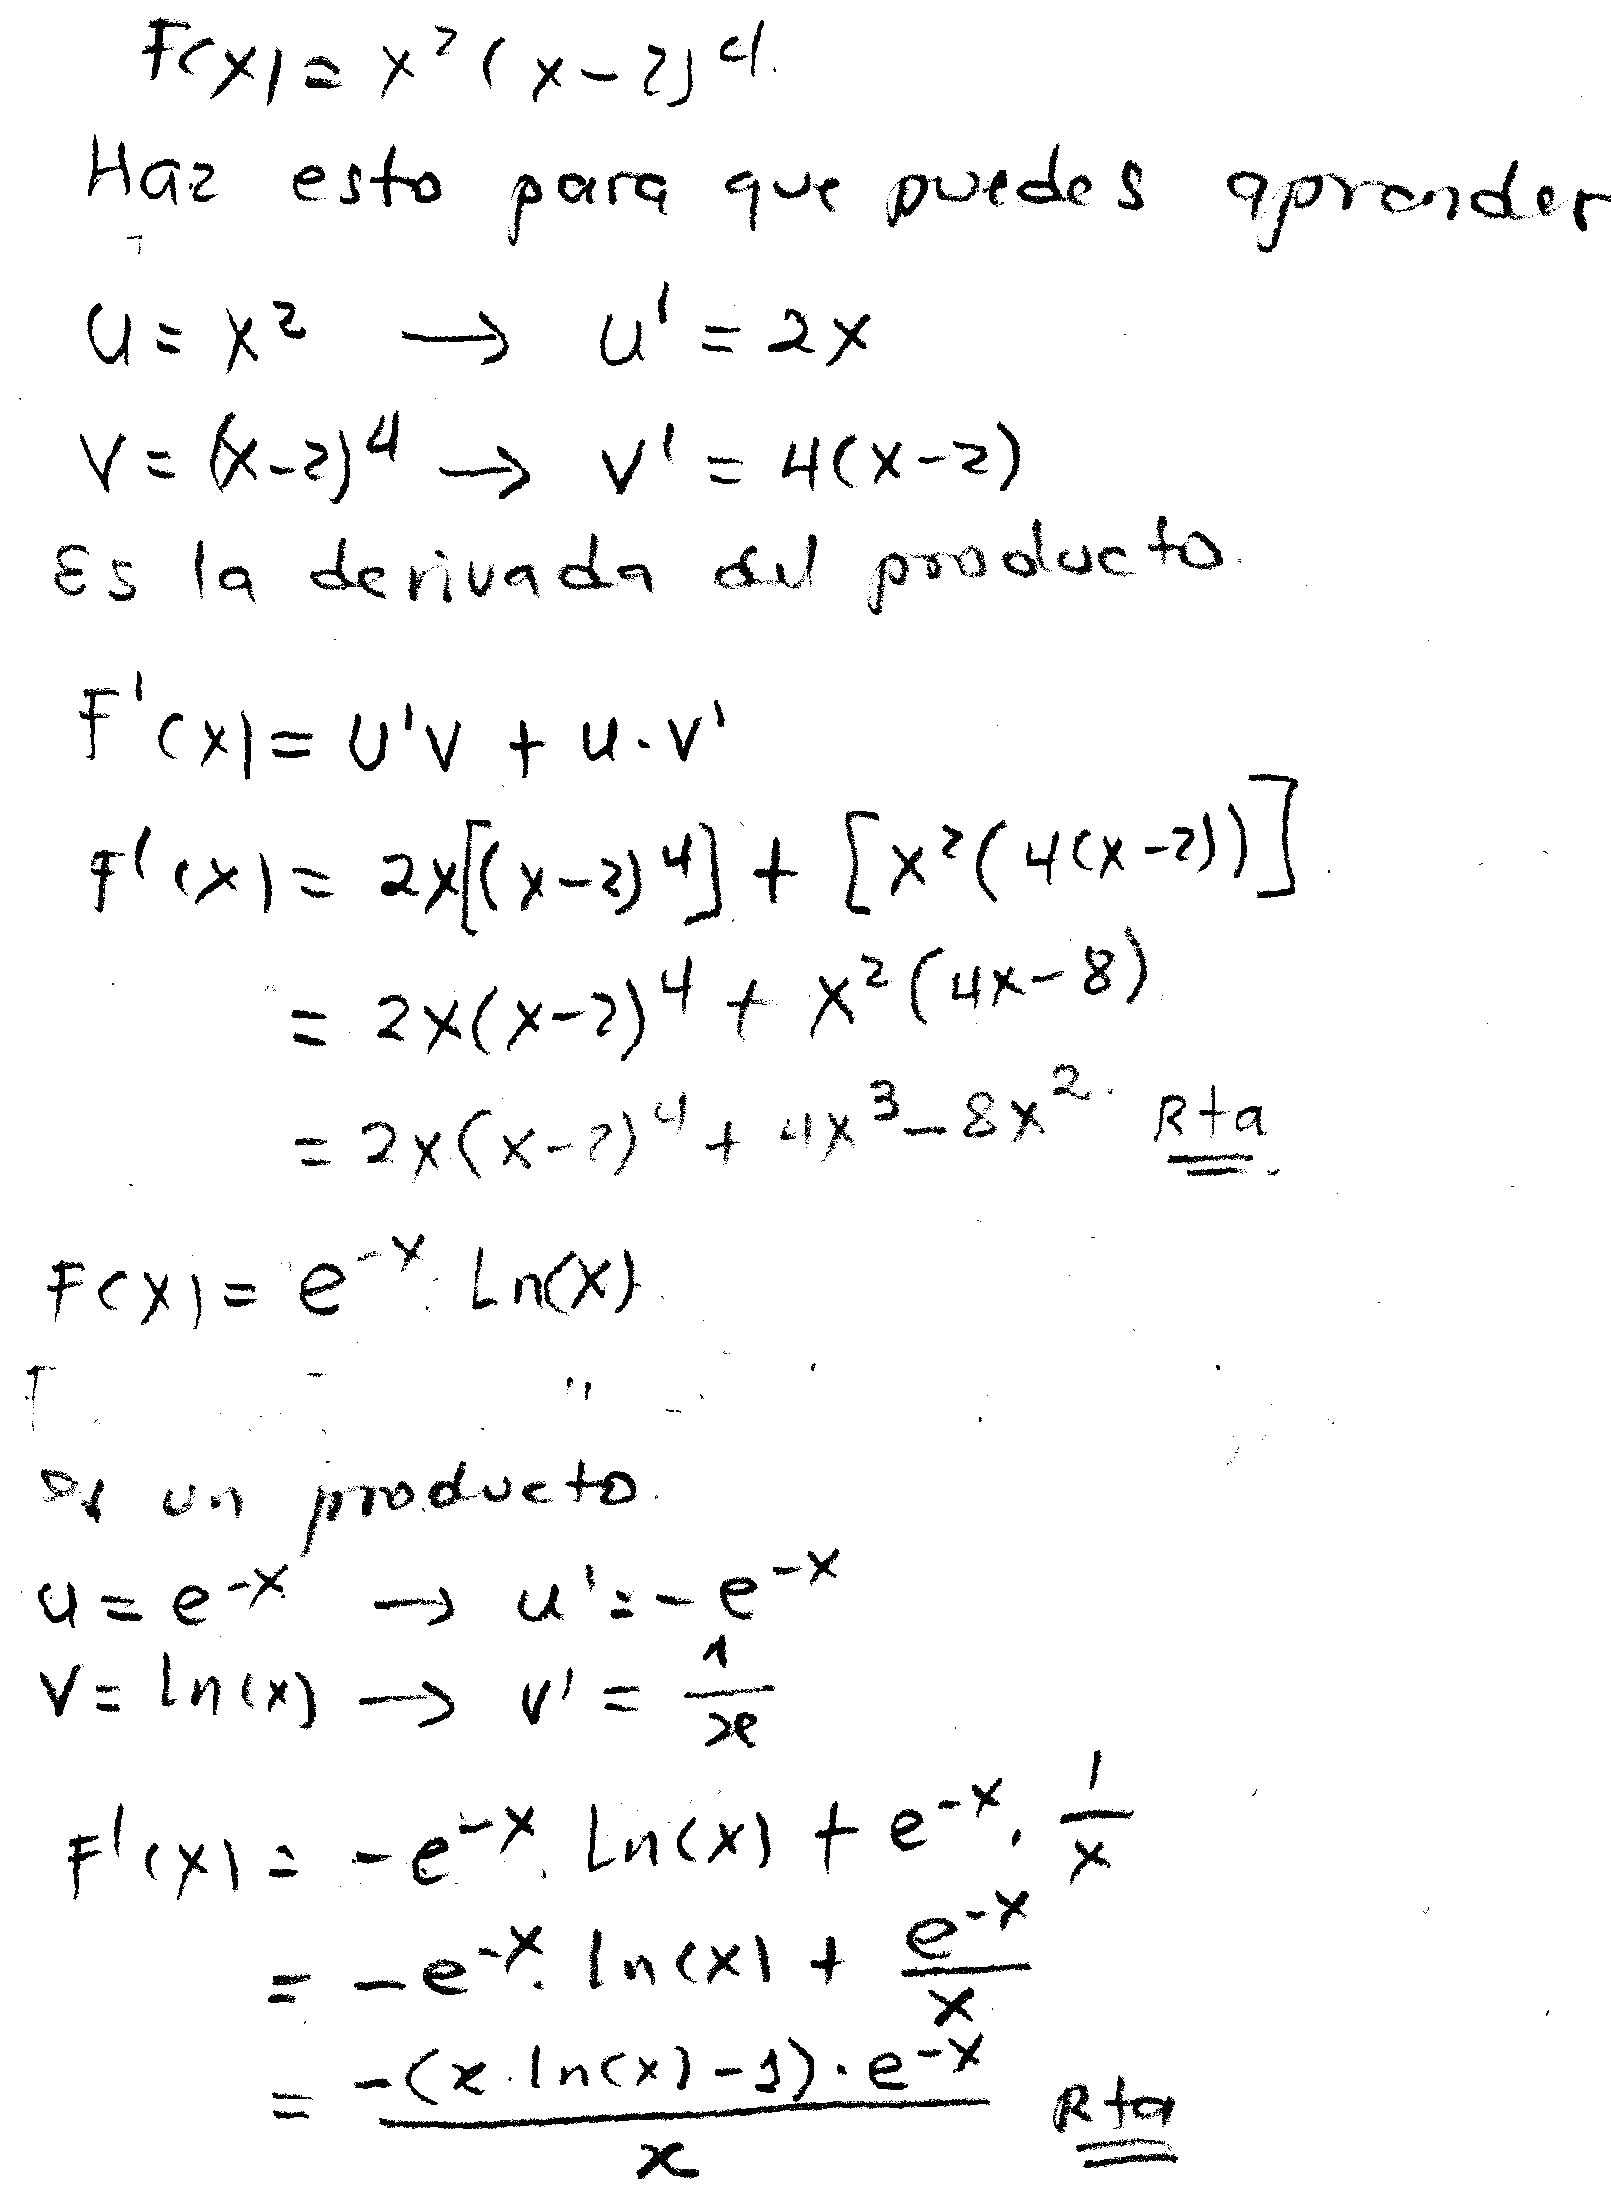 F(x) = x² (x-2)⁴.
Haz esto para que puedes aprender
u = x² → u' = 2x
v = (x-2)⁴ → v' = 4(x-2)
Es la derivada del producto.
F'(x) = u'v + u.v'
F'(x) = 2x[(x-2)⁴] + [x²(4(x-2))]
= 2x(x-2)⁴ + x²(4x-8)
= 2x(x-2)⁴ + 4x³-8x². Rta
F(x) = e⁻ˣ. Ln(x)
un producto.
u = e⁻ˣ → u' = -e⁻ˣ
v = ln(x) → v' = 1/x
F'(x) = -e⁻ˣ. Ln(x) + e⁻ˣ. 1/x
= -e⁻ˣ. ln(x) + e⁻ˣ/x
= -(x.ln(x)-1).e⁻ˣ/x Rta